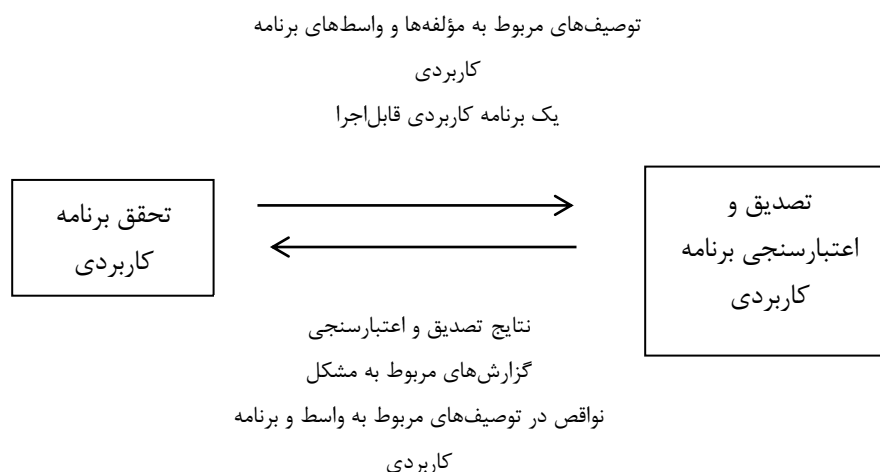 توصیف‌های مربوط به مؤلفه‌ها و واسط‌های برنامه
کاربردی
یک برنامه کاربردی قابل‌اجرا
تصدیق و
اعتبارسنجی برنامه
کاربردی
تحقق برنامه
کاربردی
نتایج تصدیق و اعتبارسنجی
گزارش‌های مربوط به مشکل
نواقص در توصیف‌های مربوط به واسط و برنامه
کاربردی